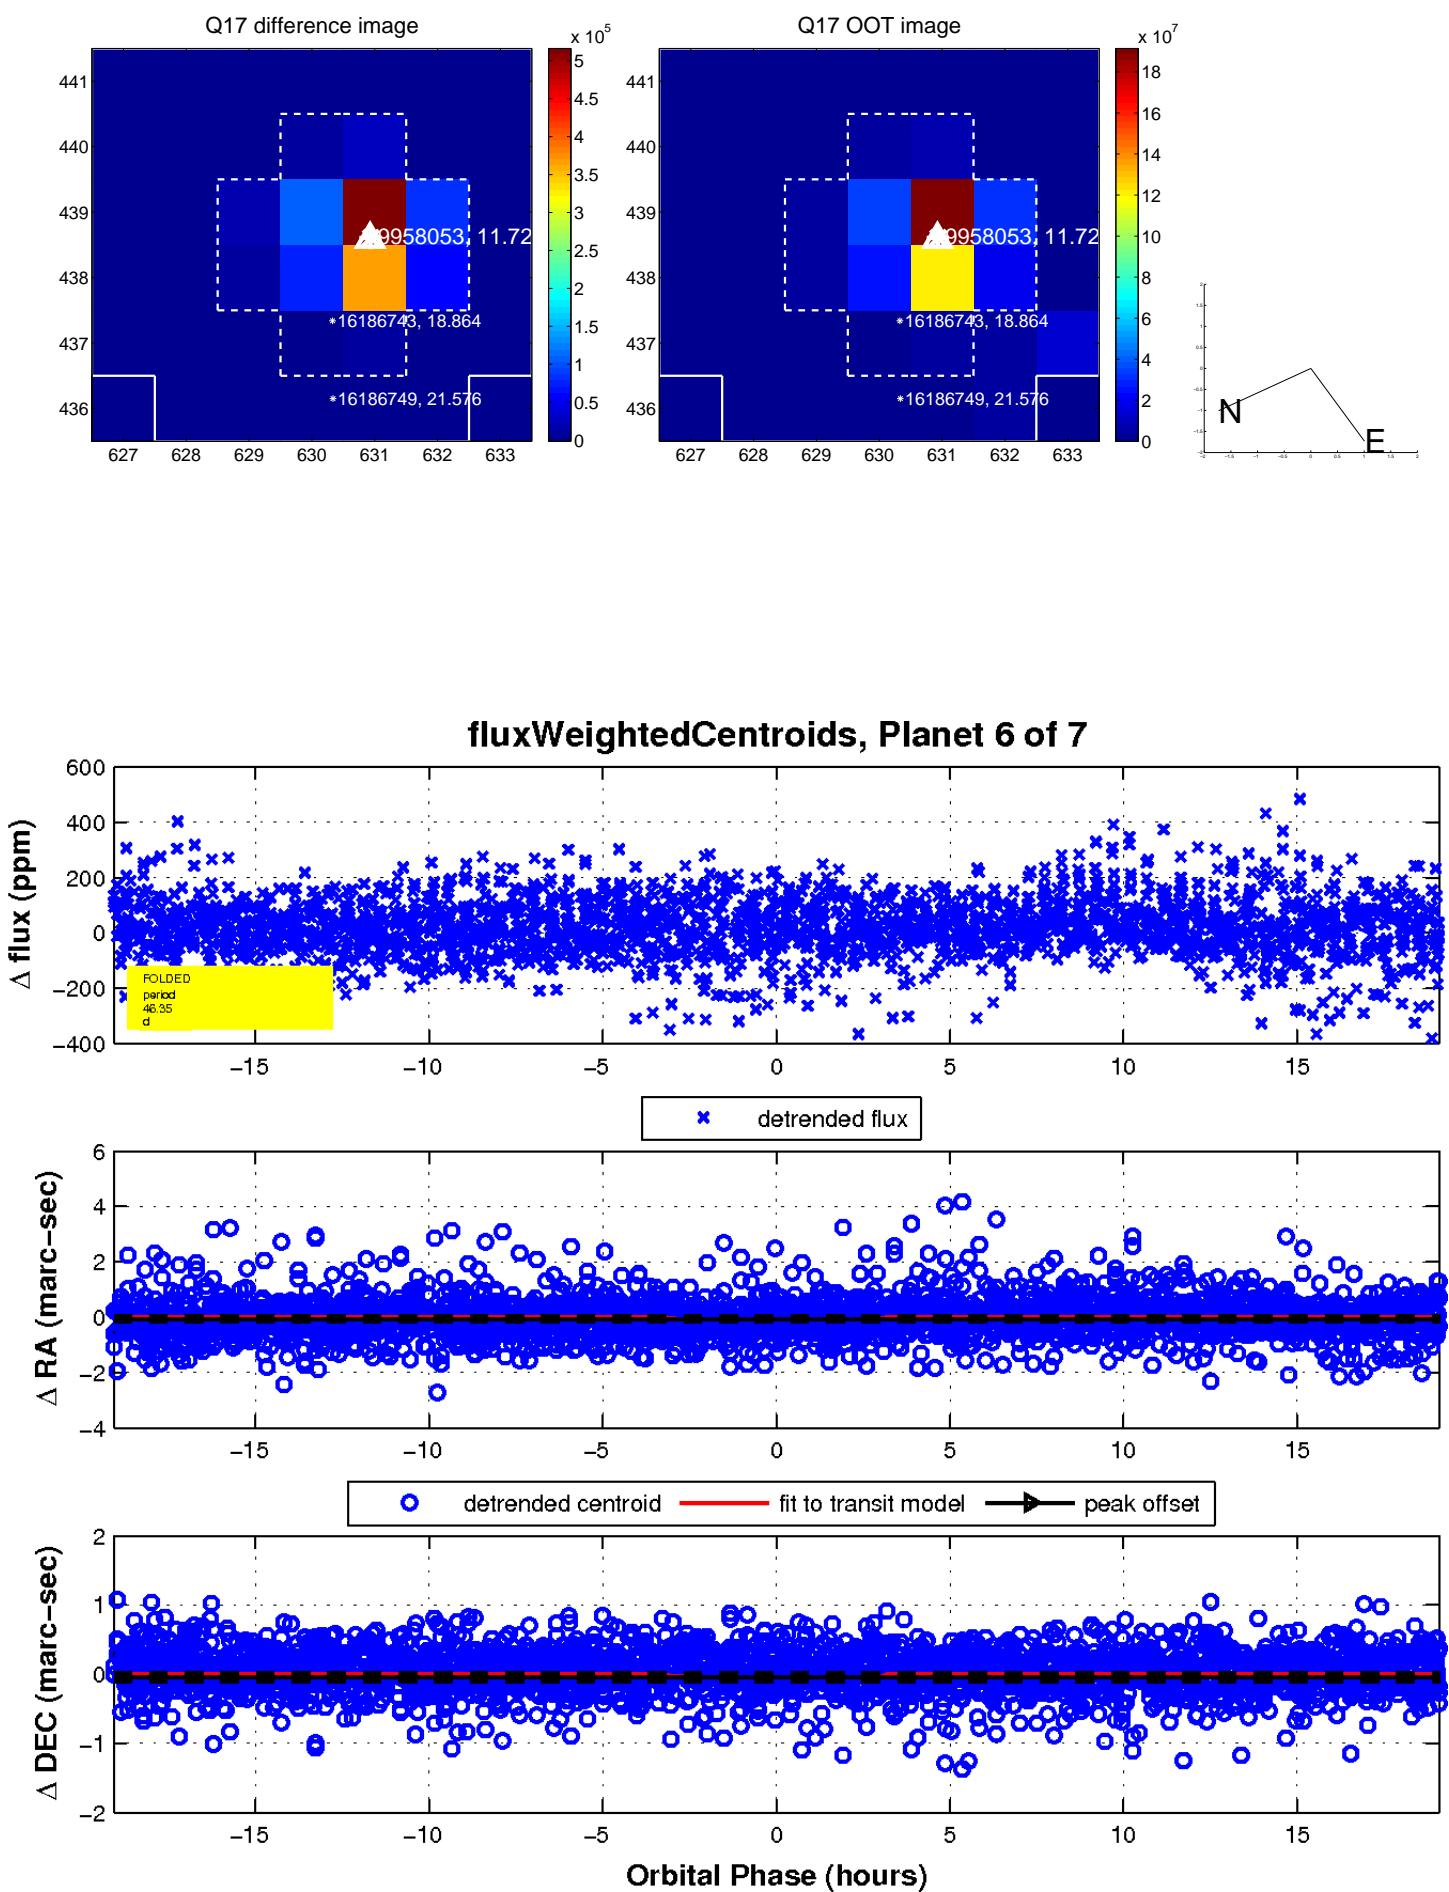 Q17 difference image
x 10^5
441
440
439
438
437
436
627 628 629 630 631 632 633
5
4.5
4
3.5
3
2.5
2
1.5
1
0.5
0
9958053, 11.72
*16186743, 18.864
*16186749, 21.576
Q17 OOT image
x 10^7
441
440
439
438
437
436
627 628 629 630 631 632 633
18
16
14
12
10
8
6
4
2
0
9958053, 11.72
*16186743, 18.864
*16186749, 21.576
N
E
fluxWeightedCentroids, Planet 6 of 7
Δ flux (ppm)
600
400
200
0
−200
−400
FOLDED
period
46.35
d
−15 −10 −5 0 5 10 15
detrended flux
Δ RA (marc−sec)
6
4
2
0
−2
−4
−15 −10 −5 0 5 10 15
detrended centroid fit to transit model peak offset
Δ DEC (marc−sec)
2
1
0
−1
−2
−15 −10 −5 0 5 10 15
Orbital Phase (hours)